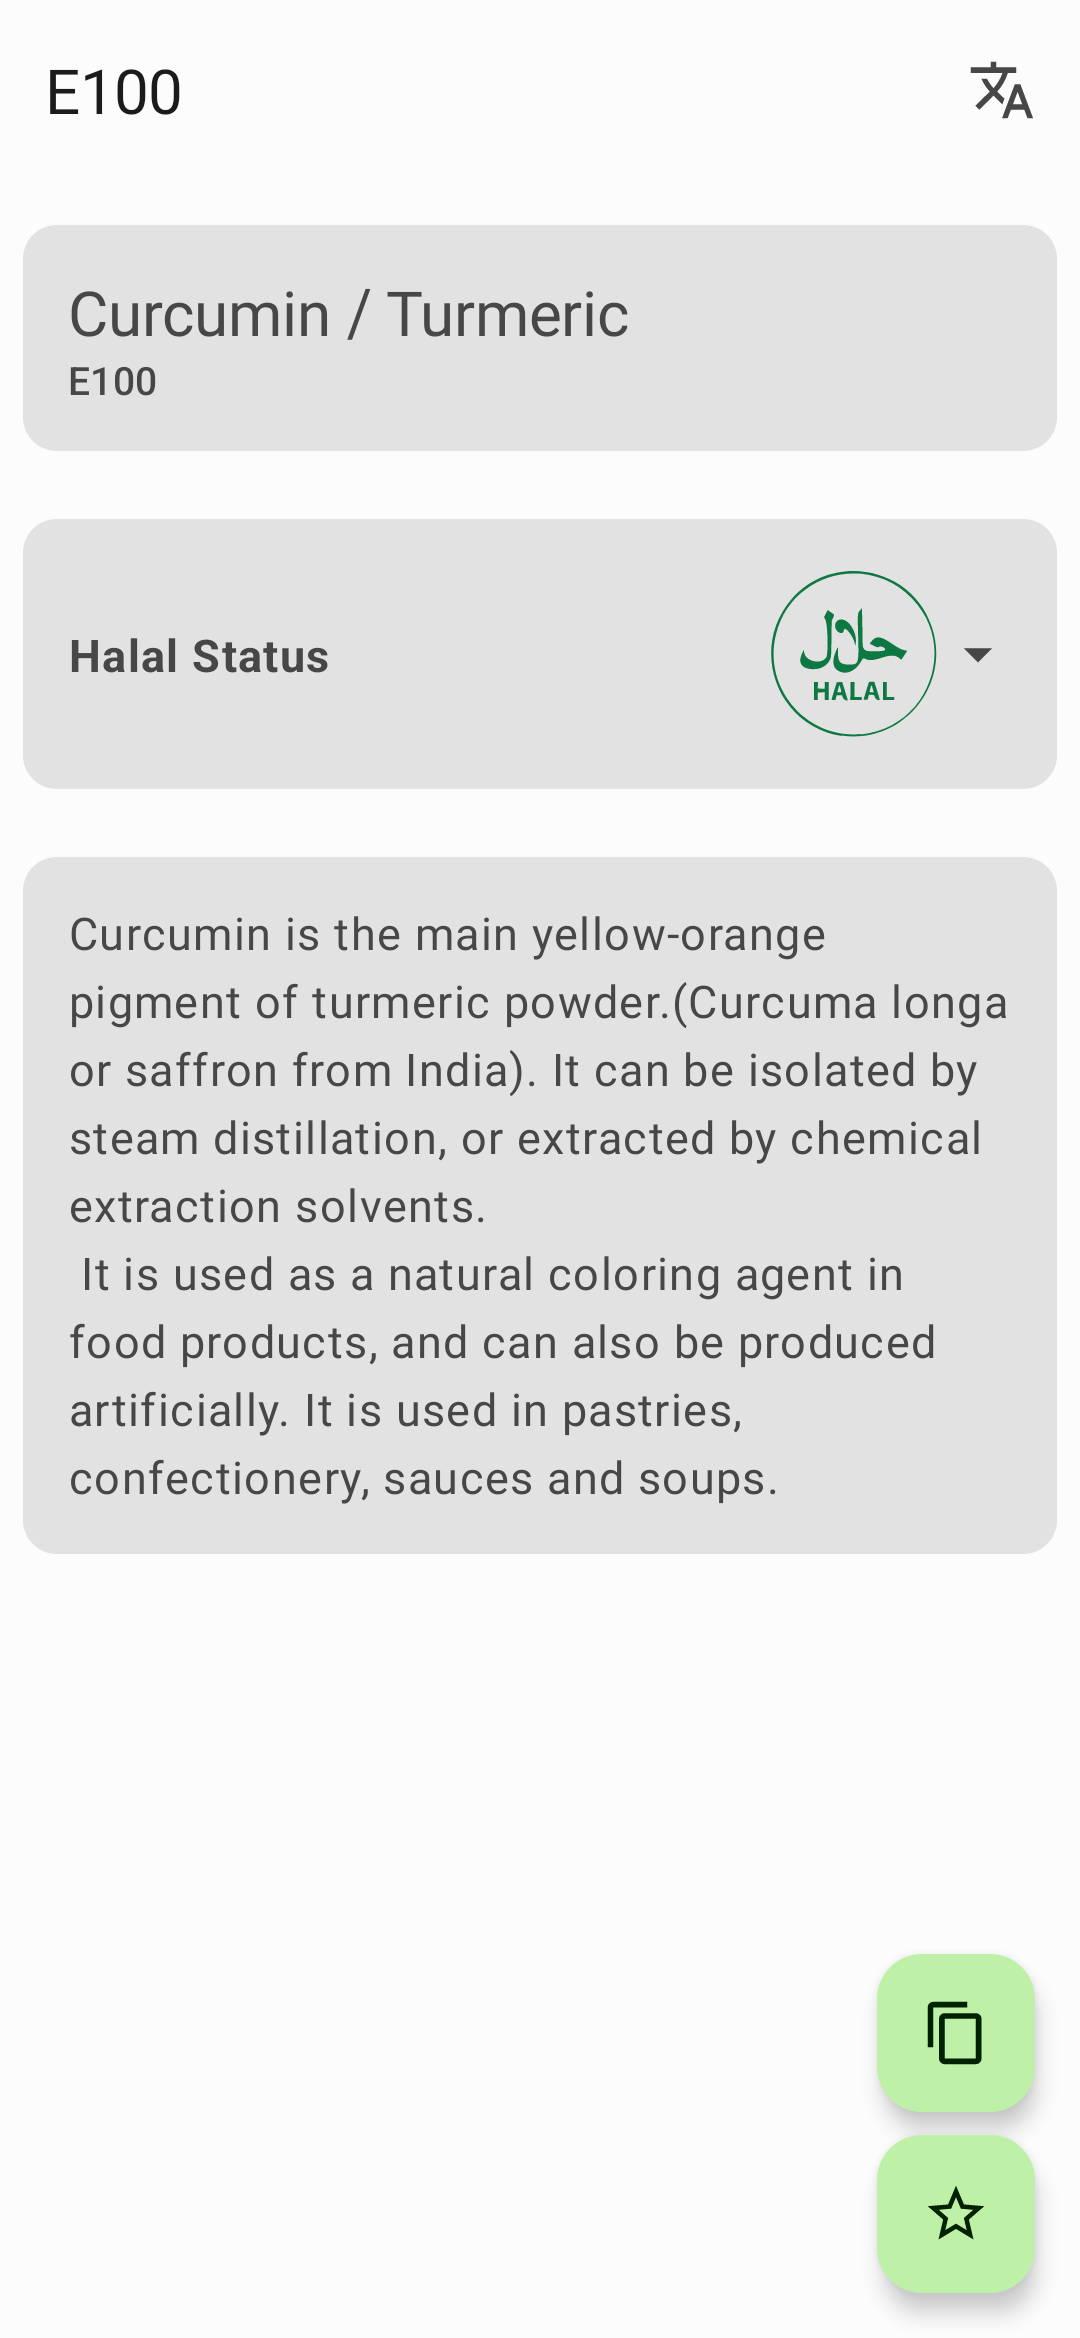 E100
Curcumin / Turmeric
E100
Halal Status
حلال
HALAL
Curcumin is the main yellow-orange
pigment of turmeric powder.(Curcuma longa
or saffron from India). It can be isolated by
steam distillation, or extracted by chemical
extraction solvents.
It is used as a natural coloring agent in
food products, and can also be produced
artificially. It is used in pastries,
confectionery, sauces and soups.